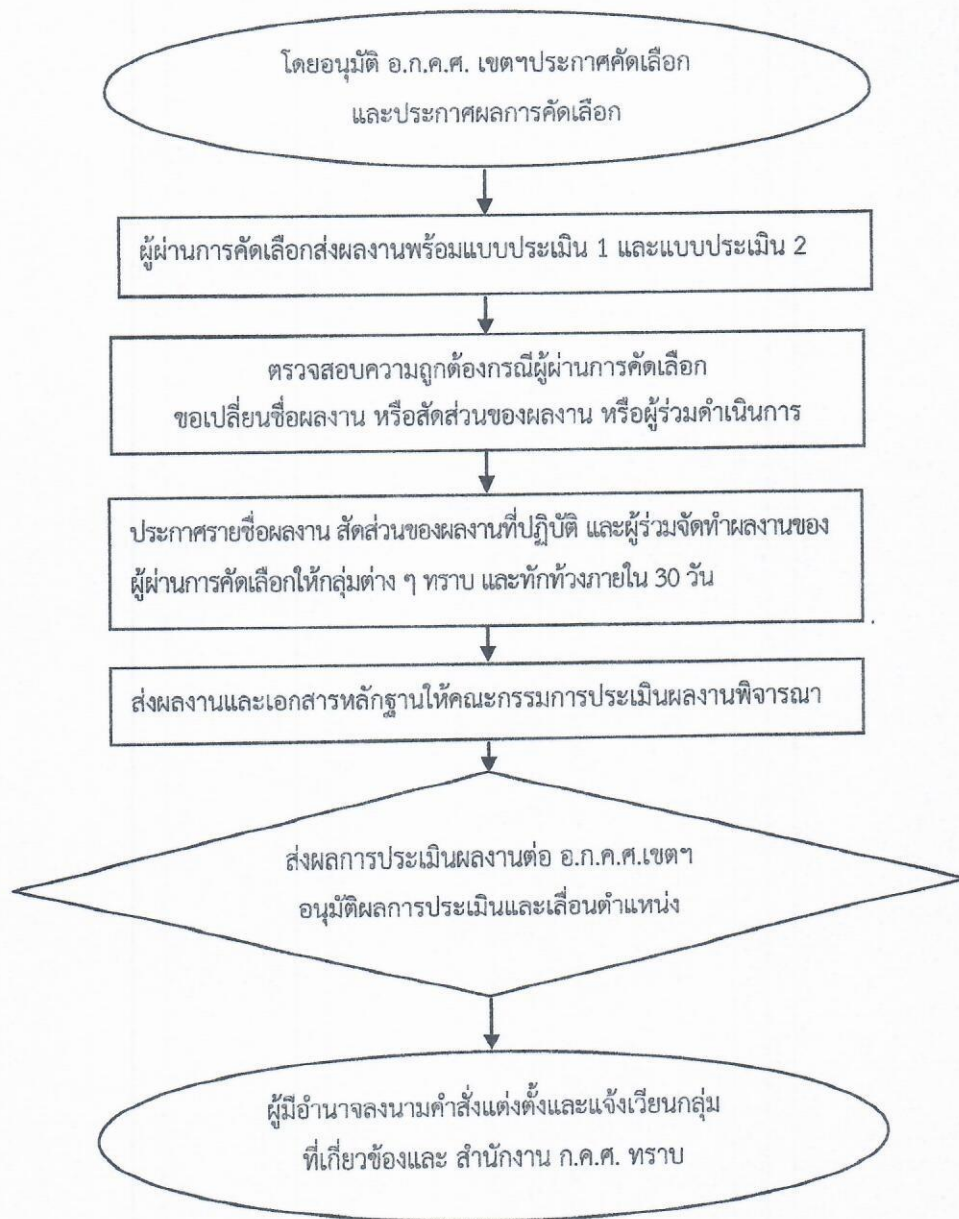 โดยอนุมัติ อ.ก.ค.ศ. เขตฯประกาศคัดเลือก
และประกาศผลการคัดเลือก
ผู้ผ่านการคัดเลือกส่งผลงานพร้อมแบบประเมิน 1 และแบบประเมิน 2
ตรวจสอบความถูกต้องกรณีผู้ผ่านการคัดเลือก
ขอเปลี่ยนชื่อผลงาน หรือสัดส่วนของผลงาน หรือผู้ร่วมดำเนินการ
ประกาศรายชื่อผลงาน สัดส่วนของผลงานที่ปฏิบัติ และผู้ร่วมจัดทำผลงานของ
ผู้ผ่านการคัดเลือกให้กลุ่มต่าง ๆ ทราบ และทักท้วงภายใน 30 วัน
ส่งผลงานและเอกสารหลักฐานให้คณะกรรมการประเมินผลงานพิจารณา
ส่งผลการประเมินผลงานต่อ อ.ก.ค.ศ.เขตฯ
อนุมัติผลการประเมินและเลื่อนตำแหน่ง
ผู้มีอำนาจลงนามคำสั่งแต่งตั้งและแจ้งเวียนกลุ่ม
ที่เกี่ยวข้องและ สำนักงาน ก.ค.ศ. ทราบ